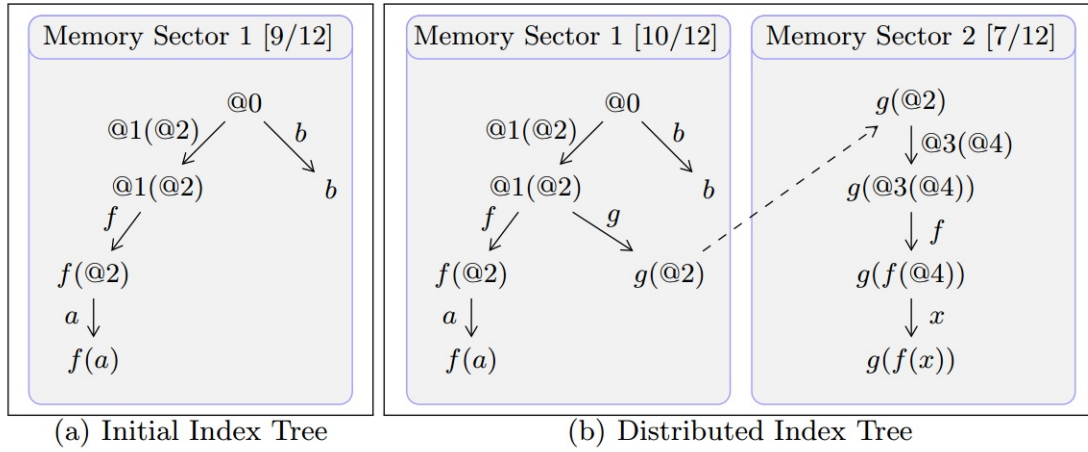 Memory Sector 1 [9/12]
@0
@1(@2) b
@1(@2) b
f
f(@2)
a
f(a)
(a) Initial Index Tree
Memory Sector 1 [10/12]
@0
@1(@2) b
@1(@2) b
f g
f(@2) g(@2)
a
f(a)
Memory Sector 2 [7/12]
g(@2)
@3(@4)
g(@3(@4))
f
g(f(@4))
x
g(f(x))
(b) Distributed Index Tree